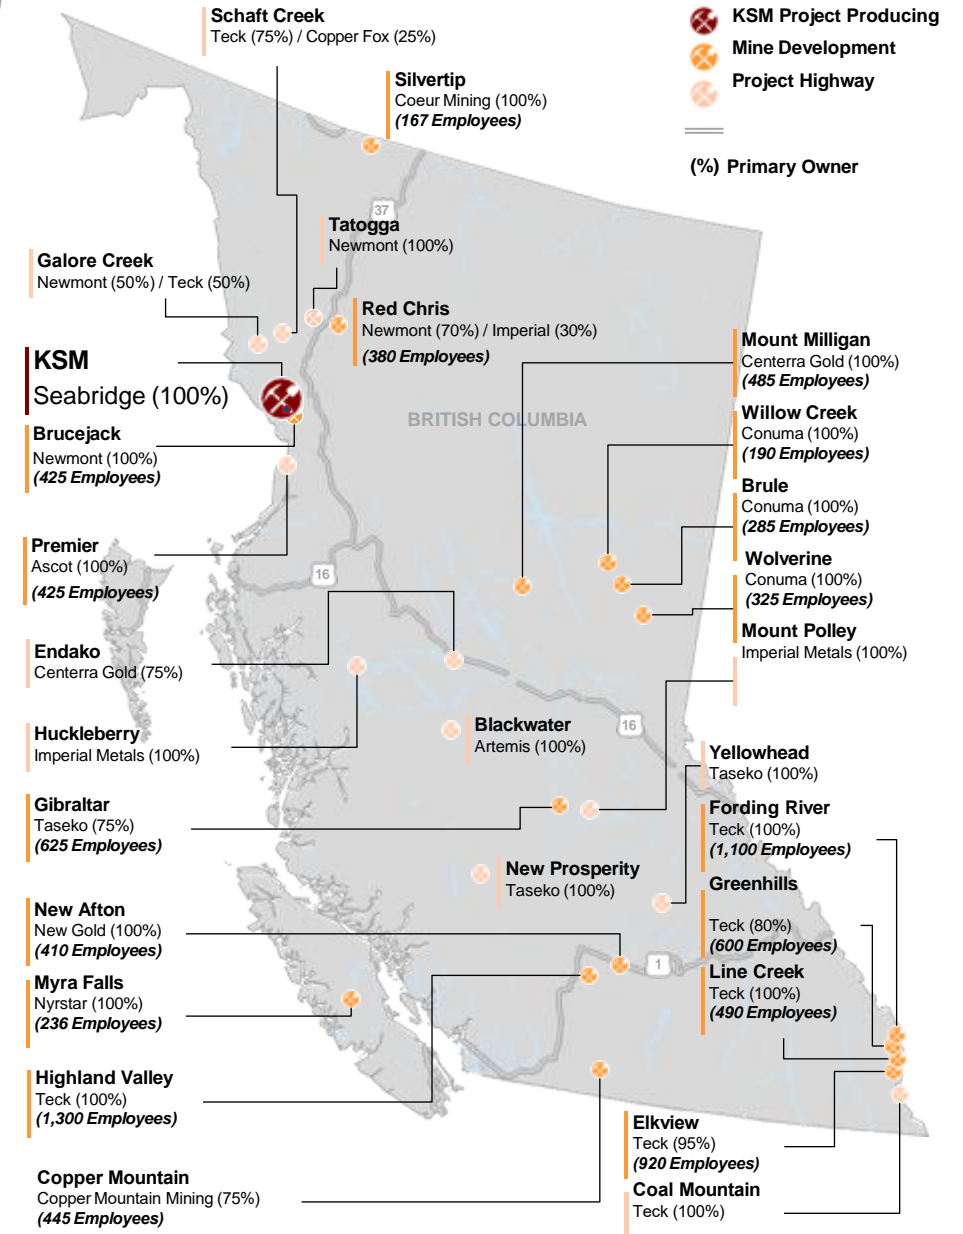 Schaft Creek
Teck (75%) / Copper Fox (25%)
KSM Project Producing
Mine Development
Project Highway
(%) Primary Owner
Silvertip
Coeur Mining (100%)
(167 Employees)
37
Tatogga
Newmont (100%)
Galore Creek
Newmont (50%) / Teck (50%)
Red Chris
Newmont (70%) / Imperial (30%)
(380 Employees)
KSM
Seabridge (100%)
BRITISH COLUMBIA
Mount Milligan
Centerra Gold (100%)
(485 Employees)
Willow Creek
Conuma (100%)
(190 Employees)
Brucejack
Newmont (100%)
(425 Employees)
Brule
Conuma (100%)
(285 Employees)
Premier
Ascot (100%)
(425 Employees)
16
Wolverine
Conuma (100%)
(325 Employees)
Mount Polley
Imperial Metals (100%)
Endako
Centerra Gold (75%)
Huckleberry
Imperial Metals (100%)
Blackwater
Artemis (100%)
16
Yellowhead
Taseko (100%)
Gibraltar
Taseko (75%)
(625 Employees)
Fording River
Teck (100%)
(1,100 Employees)
New Prosperity
Taseko (100%)
Greenhills
Teck (80%)
(600 Employees)
New Afton
New Gold (100%)
(410 Employees)
1
Line Creek
Teck (100%)
(490 Employees)
Myra Falls
Nyrstar (100%)
(236 Employees)
Highland Valley
Teck (100%)
(1,300 Employees)
Elkview
Teck (95%)
(920 Employees)
Copper Mountain
Copper Mountain Mining (75%)
(445 Employees)
Coal Mountain
Teck (100%)